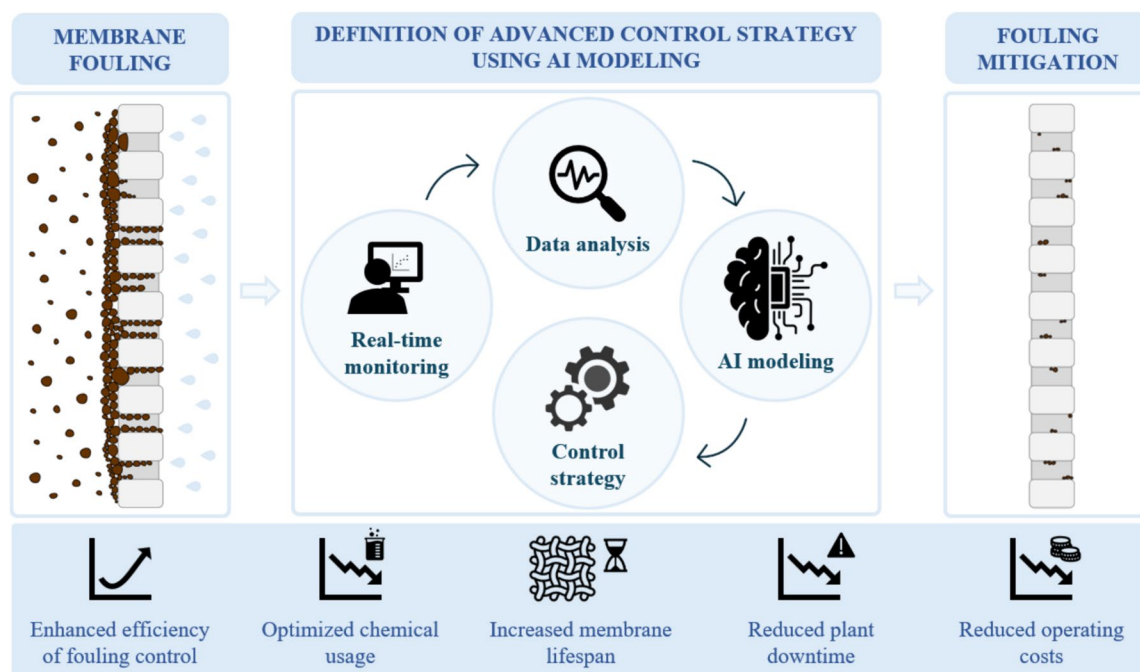 MEMBRANE
FOULING
DEFINITION OF ADVANCED CONTROL STRATEGY
USING AI MODELING
FOULING
MITIGATION
Data analysis
Real-time
monitoring
AI modeling
Control
strategy
Enhanced efficiency
of fouling control
Optimized chemical
usage
Increased membrane
lifespan
Reduced plant
downtime
Reduced operating
costs